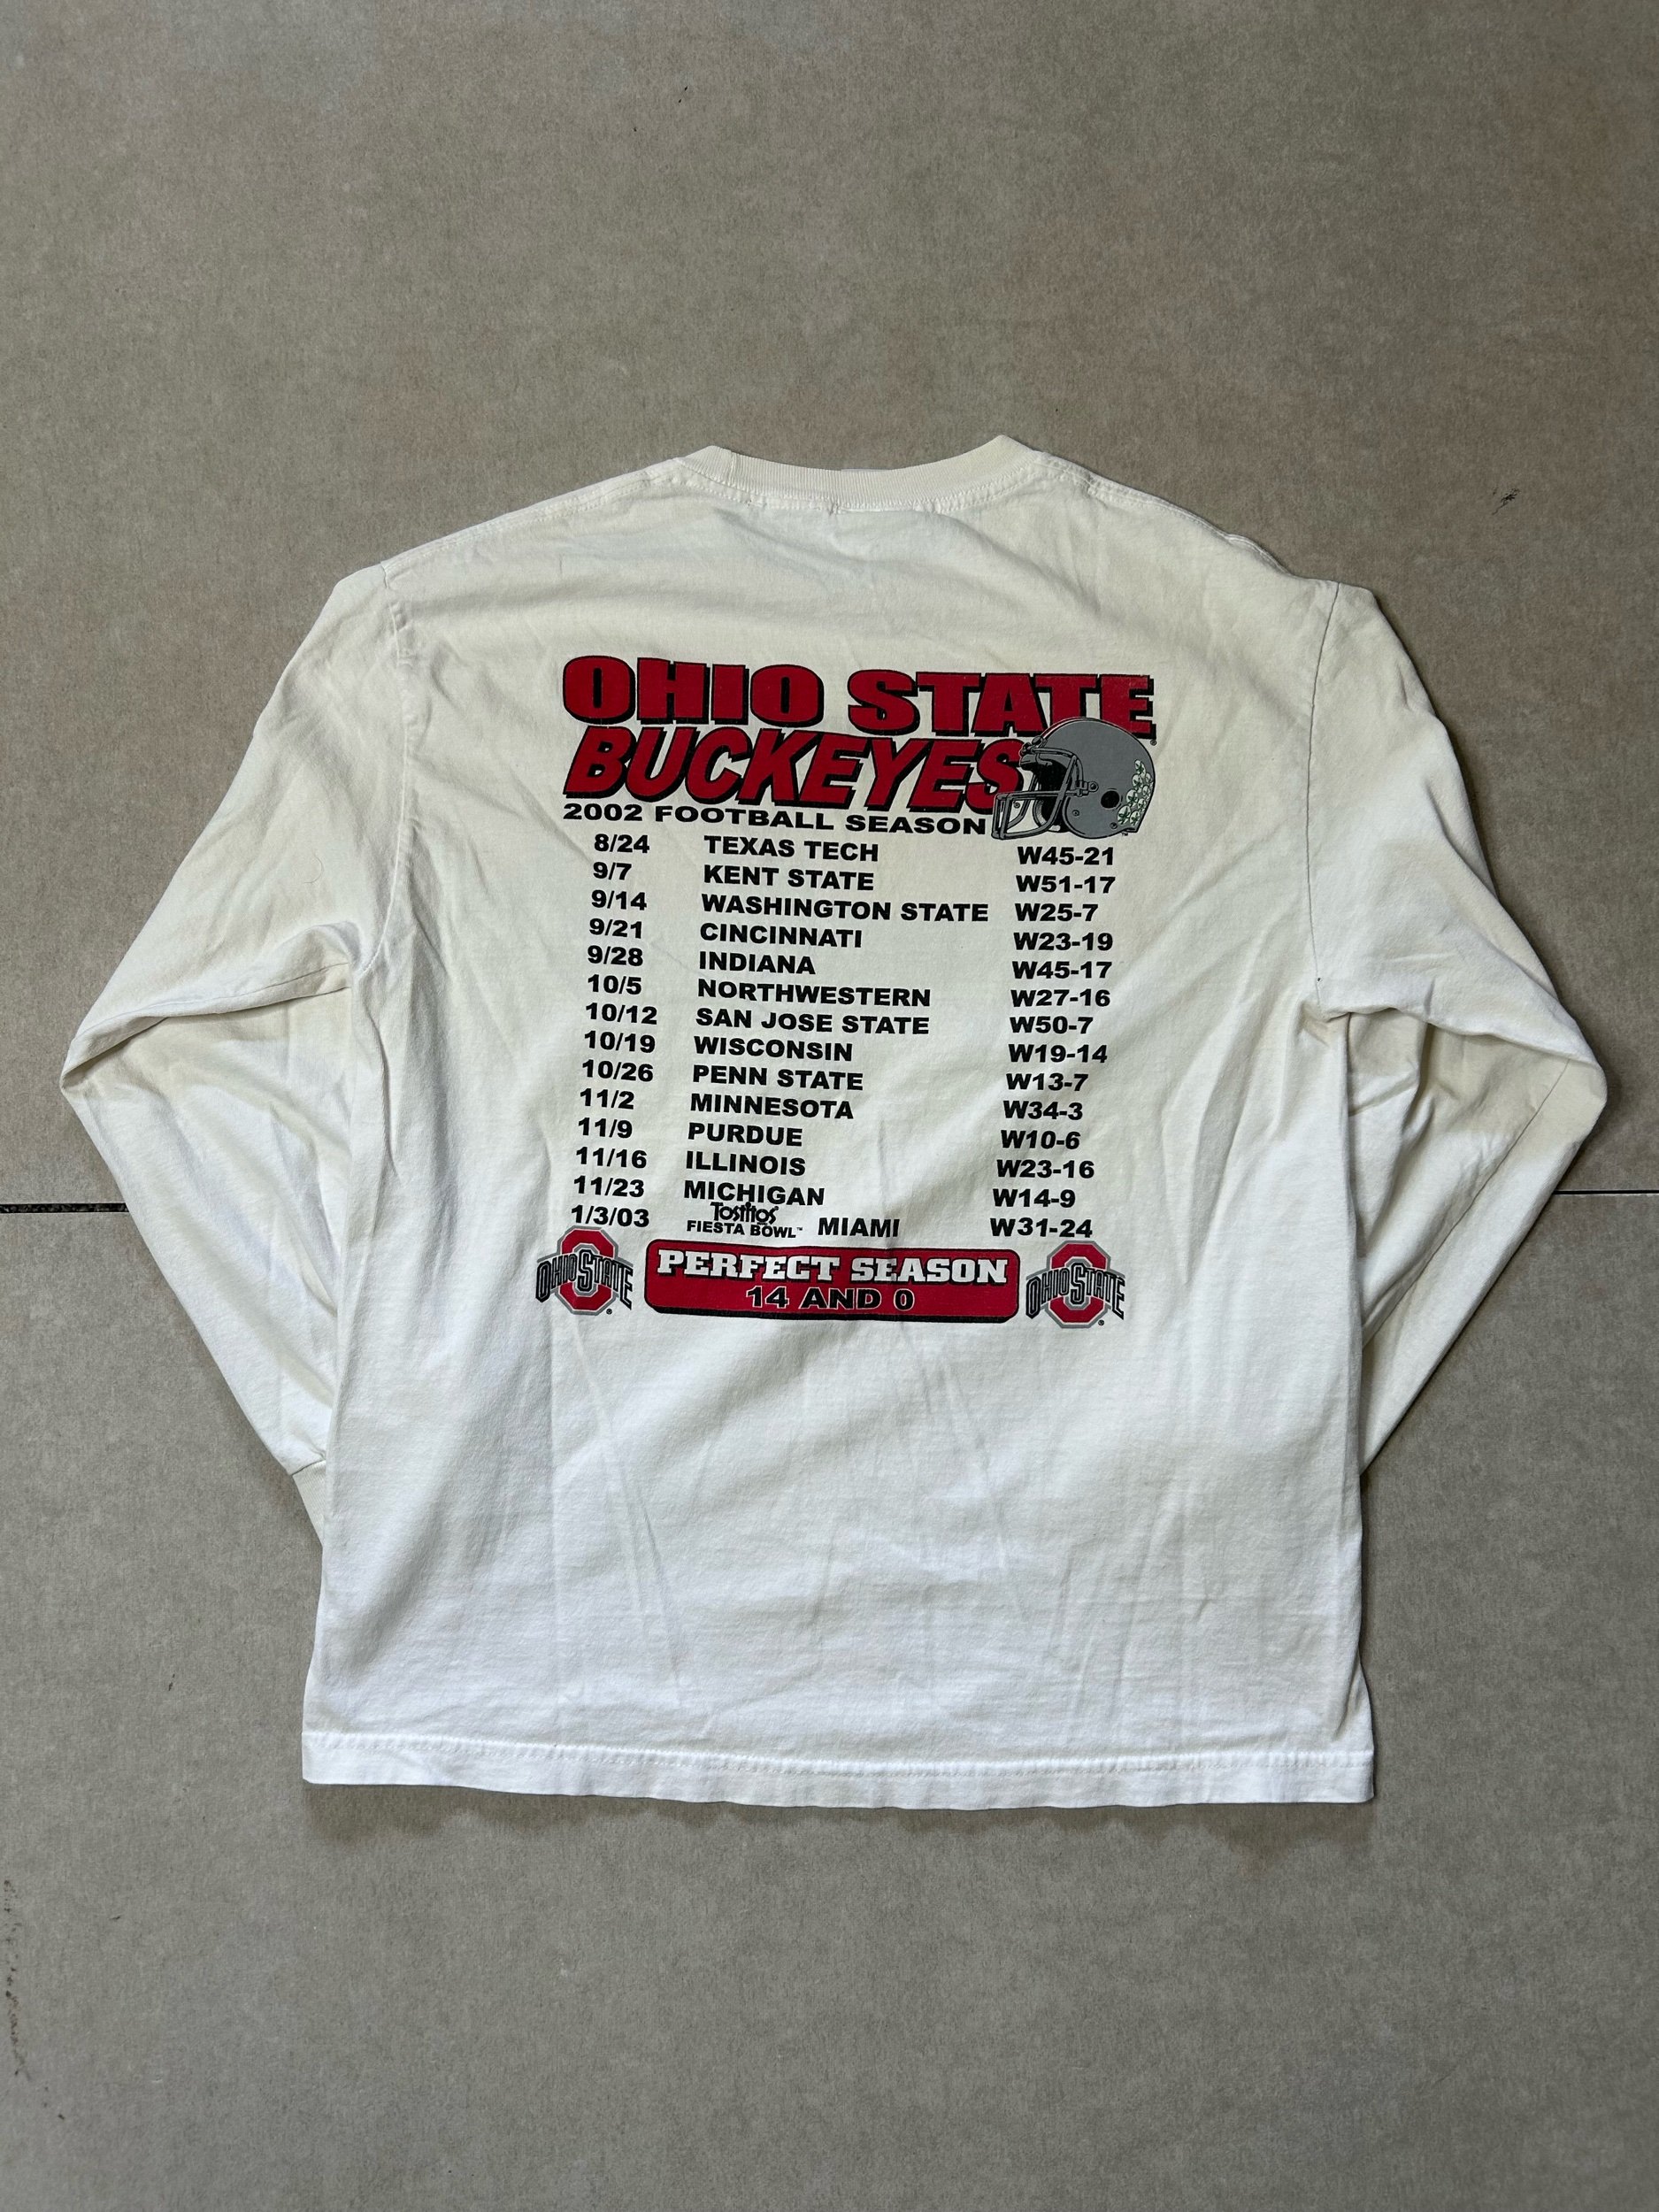 OHIO STATE
BUCKEYES
2002 FOOTBALL SEASON
8/24 TEXAS TECH W45-21
9/7 KENT STATE W51-17
9/14 WASHINGTON STATE W25-7
9/21 CINCINNATI W23-19
9/28 INDIANA W45-17
10/5 NORTHWESTERN W27-16
10/12 SAN JOSE STATE W50-7
10/19 WISCONSIN W19-14
10/26 PENN STATE W13-7
11/2 MINNESOTA W34-3
11/9 PURDUE W10-6
11/16 ILLINOIS W23-16
11/23 MICHIGAN W14-9
1/3/03 Tostitos FIESTA BOWL™ MIAMI W31-24
OHIO STATE ® PERFECT SEASON OHIO STATE ®
14 AND 0